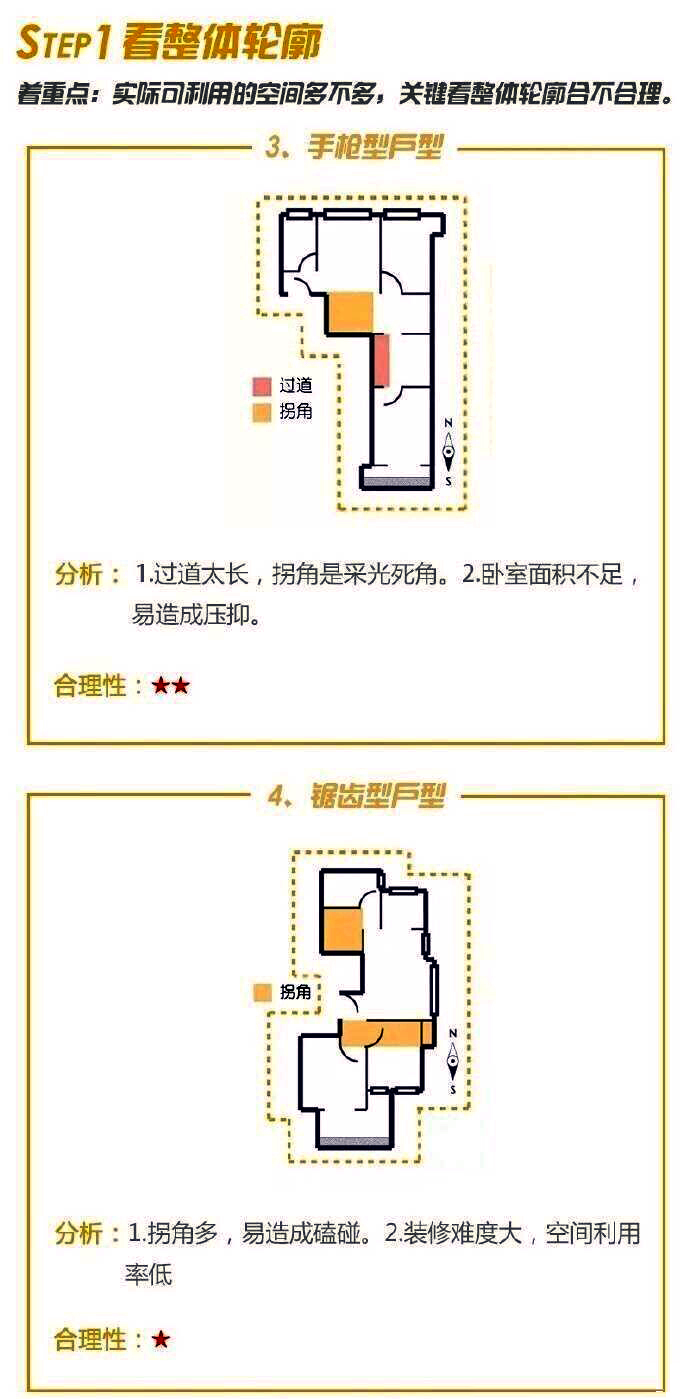 STEP1 看整体轮廓
着重点：实际可利用的空间多不多，关键看整体轮廓合不合理。
3、手枪型户型
过道
拐角
N
S
分析：1.过道太长，拐角是采光死角。2.卧室面积不足，
易造成压抑。
合理性：★★
4、锯齿型户型
拐角
N
S
分析：1.拐角多，易造成磕碰。2.装修难度大，空间利用
率低
合理性：★